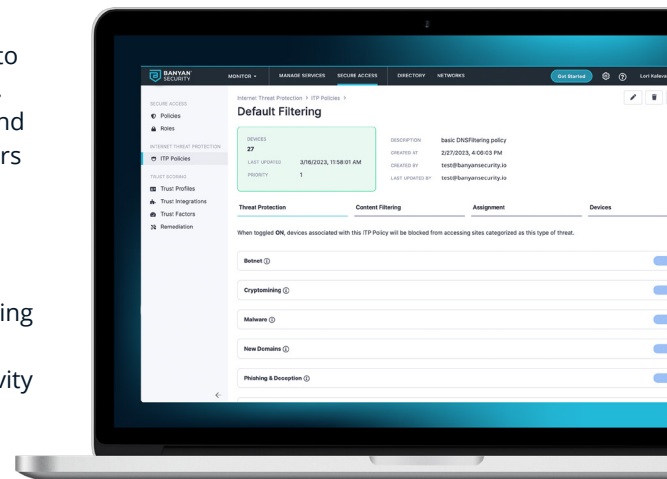 to
nd
rs
ing
vity
BANYAN
SECURITY
MONITOR
MANAGE SERVICES
SECURE ACCESS
DIRECTORY
NETWORKS
Get Started
SECURE ACCESS
Policies
Roles
INTERNET THREAT PROTECTION
ITP Policies
TRUST SCORING
Trust Profiles
Trust Integrations
Trust Factors
Remediation
Internet Threat Protection > ITP Policies >
Default Filtering
DEVICES
27
LAST UPDATED 3/16/2023, 11:58:01 AM
PRIORITY 1
DESCRIPTION basic DNSFiltering policy
CREATED AT 2/27/2023, 4:06:03 PM
CREATED BY test@banyansecurity.io
LAST UPDATED BY test@banyansecurity.io
Threat Protection Content Filtering Assignment Devices
When toggled ON, devices associated with this ITP Policy will be blocked from accessing sites categorized as this type of threat.
Botnet
Cryptomining
Malware
New Domains
Phishing & Deception